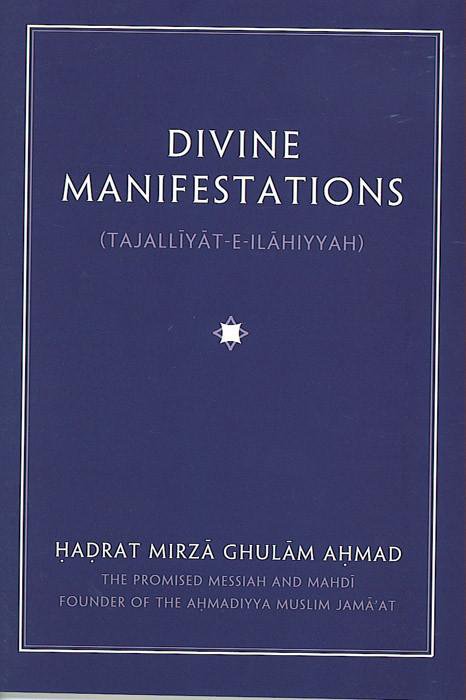 DIVINE
MANIFESTATIONS
(TAJALLĪYĀT-E-ILĀHIYYAH)
ḤAḌRAT MIRZĀ GHULĀM AḤMAD
THE PROMISED MESSIAH AND MAHDĪ
FOUNDER OF THE AḤMADIYYA MUSLIM JAMĀ'AT